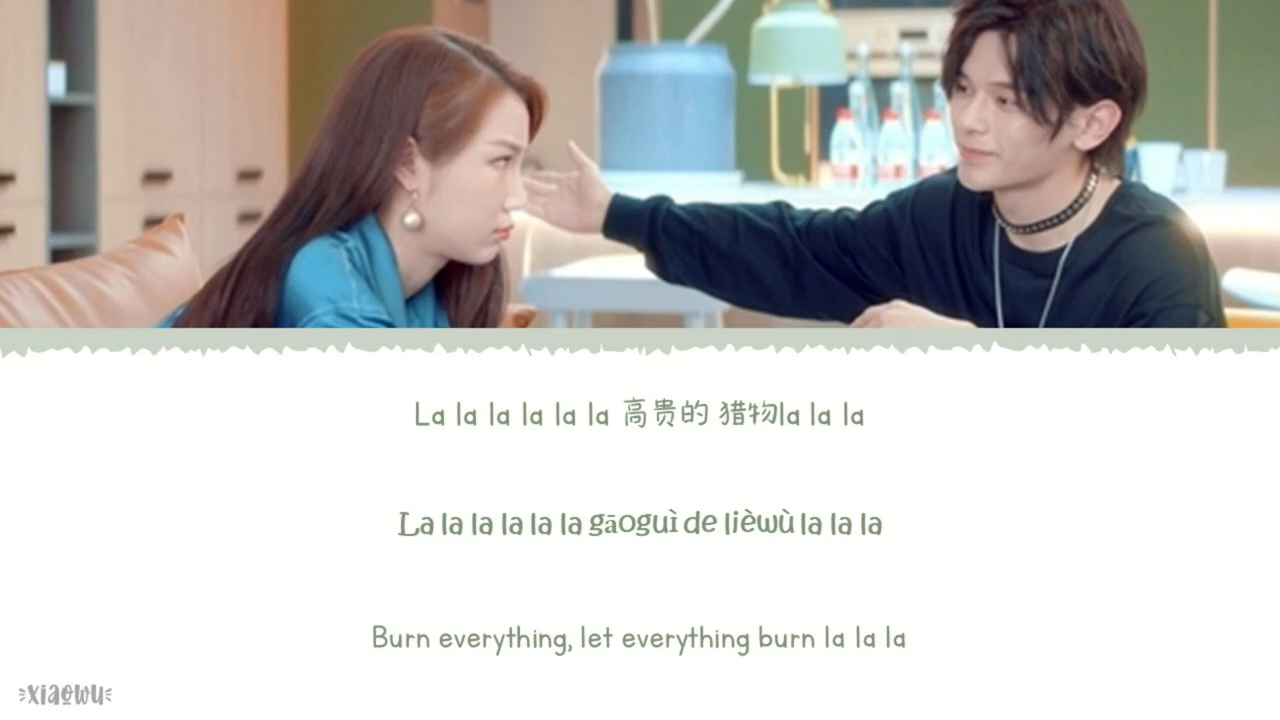 La la la la la la 高贵的 猎物la la la
La la la la la la gāoguì de lièwù la la la
Burn everything, let everything burn la la la
xiaowu